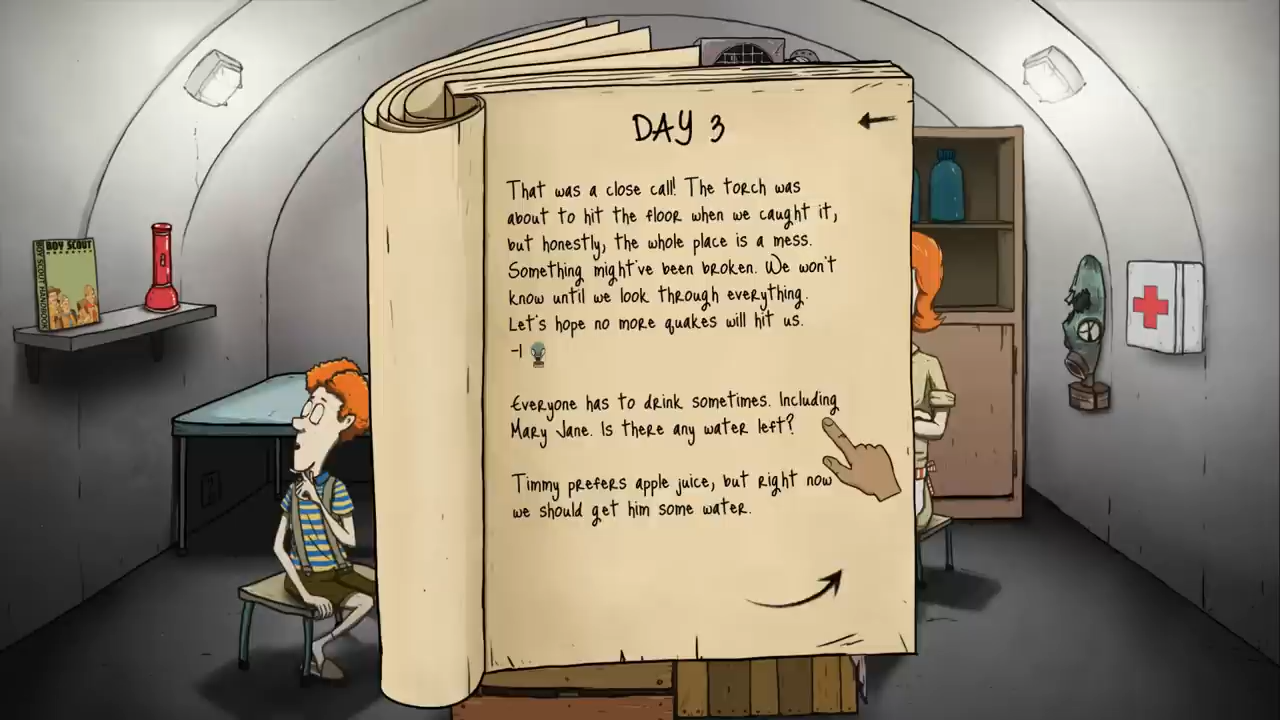 DAY 3
That was a close call! The torch was
about to hit the floor when we caught it,
but honestly, the whole place is a mess.
Something might've been broken. We won't
know until we look through everything.
Let's hope no more quakes will hit us.
-1
Everyone has to drink sometimes. Including
Mary Jane. Is there any water left?
Timmy prefers apple juice, but right now
we should get him some water.
BOY SCOUT
BOY SCOUT HANDBOOK